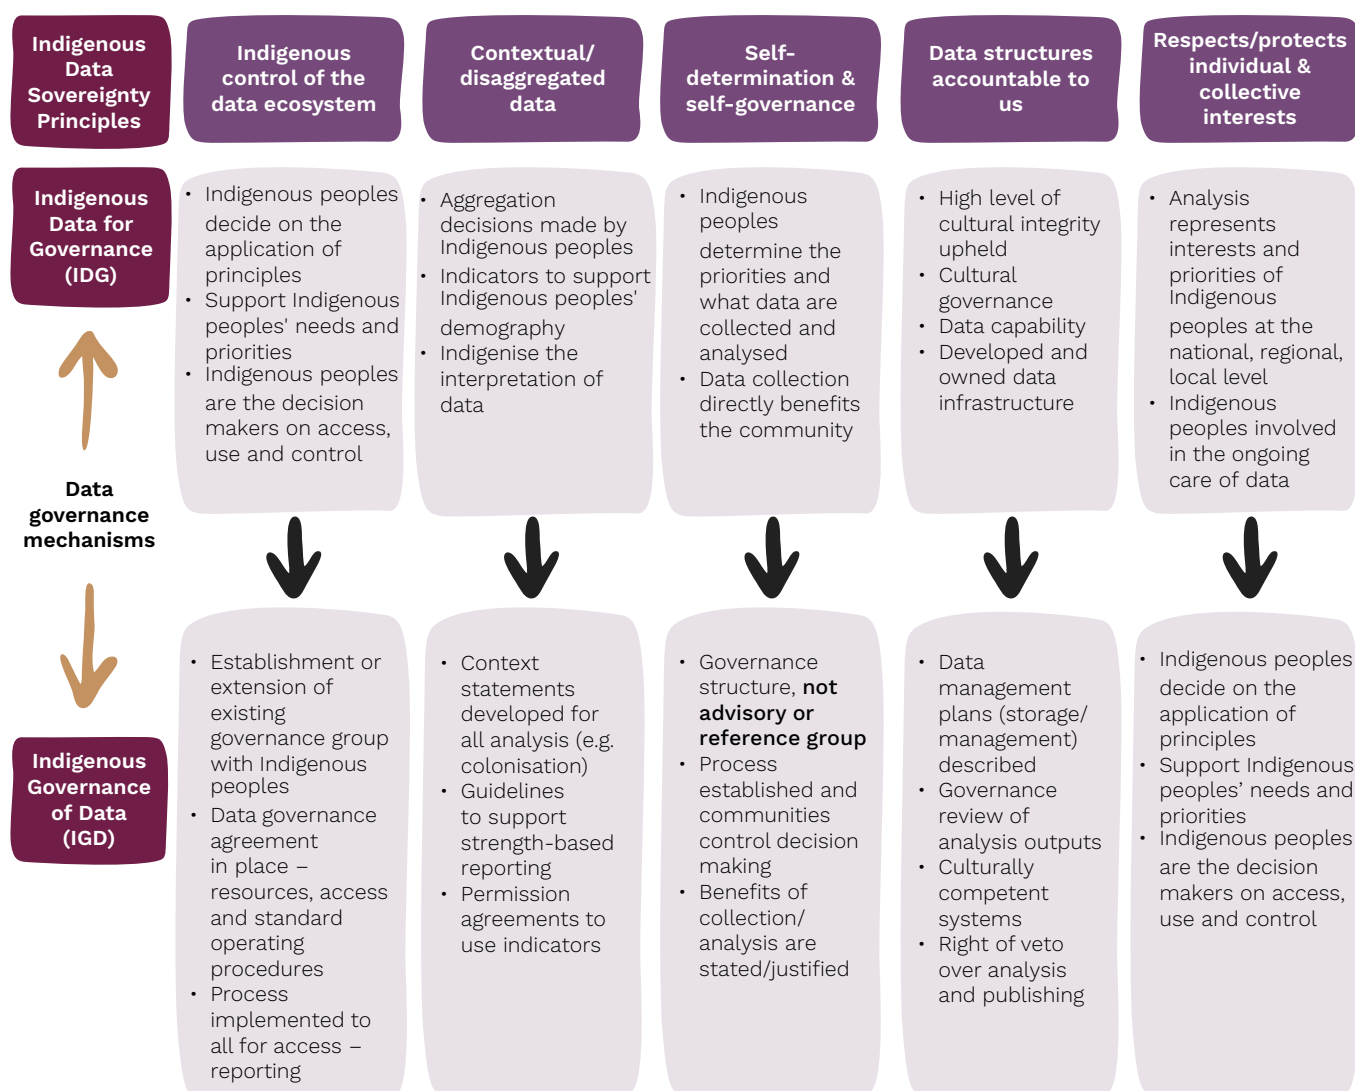 Indigenous
Data
Sovereignty
Principles
Indigenous
control of the
data ecosystem
Contextual/
disaggregated
data
Self-
determination &
self-governance
Data structures
accountable to
us
Respects/protects
individual &
collective
interests
Indigenous
Data for
Governance
(IDG)
• Indigenous peoples
decide on the
application of
principles
• Support Indigenous
peoples' needs and
priorities
• Indigenous peoples
are the decision
makers on access,
use and control
• Aggregation
decisions made by
Indigenous peoples
• Indicators to support
Indigenous peoples'
demography
• Indigenise the
interpretation of
data
• Indigenous
peoples
determine the
priorities and
what data are
collected and
analysed
• Data collection
directly benefits
the community
• High level of
cultural integrity
upheld
• Cultural
governance
• Data capability
• Developed and
owned data
infrastructure
• Analysis
represents
interests and
priorities of
Indigenous
peoples at the
national, regional,
local level
• Indigenous
peoples involved
in the ongoing
care of data
Data
governance
mechanisms
Indigenous
Governance
of Data
(IGD)
• Establishment or
extension of
existing
governance group
with Indigenous
peoples
• Data governance
agreement
in place –
resources, access
and standard
operating
procedures
• Process
implemented to
all for access –
reporting
• Context
statements
developed for
all analysis (e.g.
colonisation)
• Guidelines
to support
strength-based
reporting
• Permission
agreements to
use indicators
• Governance
structure, not
advisory or
reference group
• Process
established and
communities
control decision
making
• Benefits of
collection/
analysis are
stated/justified
• Data
management
plans (storage/
management)
described
• Governance
review of
analysis outputs
• Culturally
competent
systems
• Right of veto
over analysis
and publishing
• Indigenous peoples
decide on the
application of
principles
• Support Indigenous
peoples’ needs and
priorities
• Indigenous peoples
are the decision
makers on access,
use and control